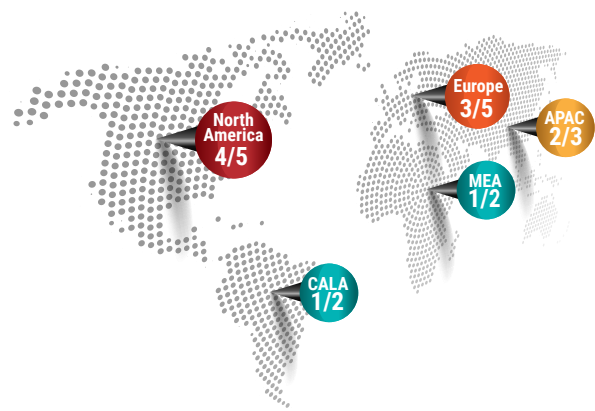 North
America
4/5
Europe
3/5
APAC
2/3
MEA
1/2
CALA
1/2